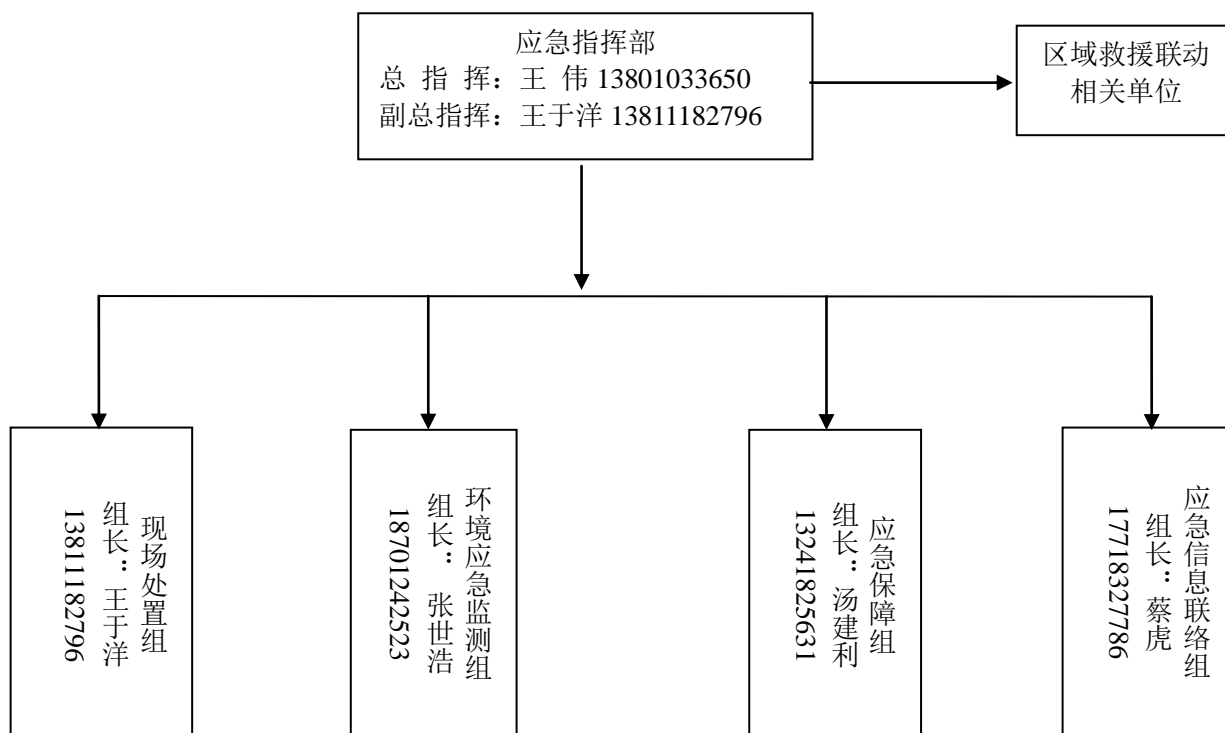 应急指挥部
总 指 挥：王 伟 13801033650
副总指挥：王于洋 13811182796
区域救援联动
相关单位
现场处置组
组长：王于洋
13811182796
环境应急监测组
组长： 张世浩
18701242523
应急保障组
组长：汤建利
13241825631
应急信息联络组
组长：蔡虎
17718327786